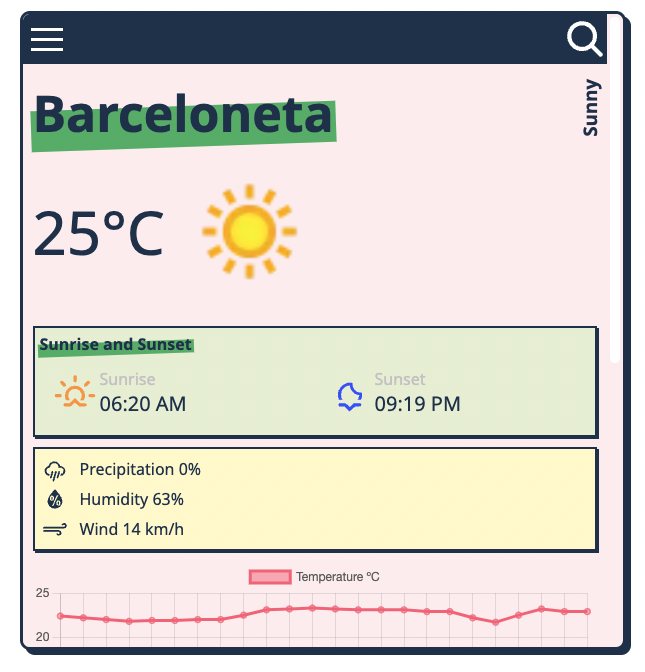 Barceloneta
Sunny
25°C
Sunrise and Sunset
Sunrise
06:20 AM
Sunset
09:19 PM
Precipitation 0%
Humidity 63%
Wind 14 km/h
Temperature °C
25
20